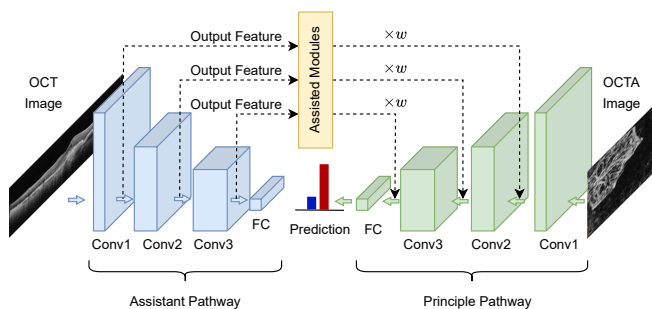 Output Feature
×w
OCT
Image
Output Feature
×w
OCTA
Image
Output Feature
×w
Assisted Modules
Conv1
Conv2
Conv3
FC
Prediction
FC
Conv3
Conv2
Conv1
Assistant Pathway
Principle Pathway